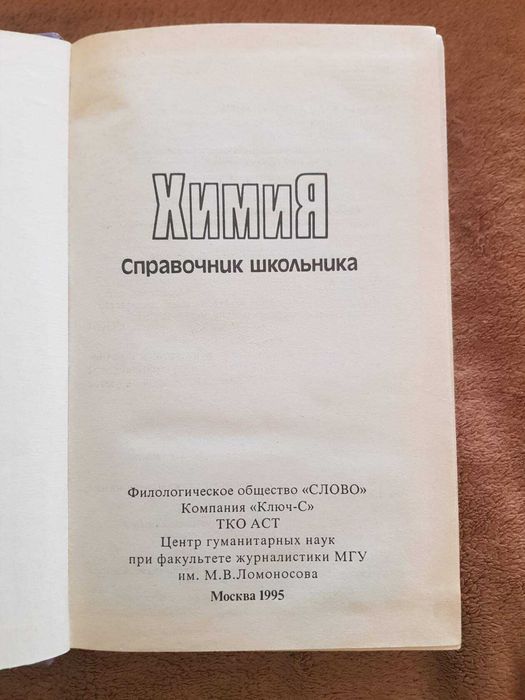 ХимиЯ
Справочник школьника
Филологическое общество «СЛОВО»
Компания «Ключ-С»
ТКО АСТ
Центр гуманитарных наук
при факультете журналистики МГУ
им. М.В.Ломоносова
Москва 1995